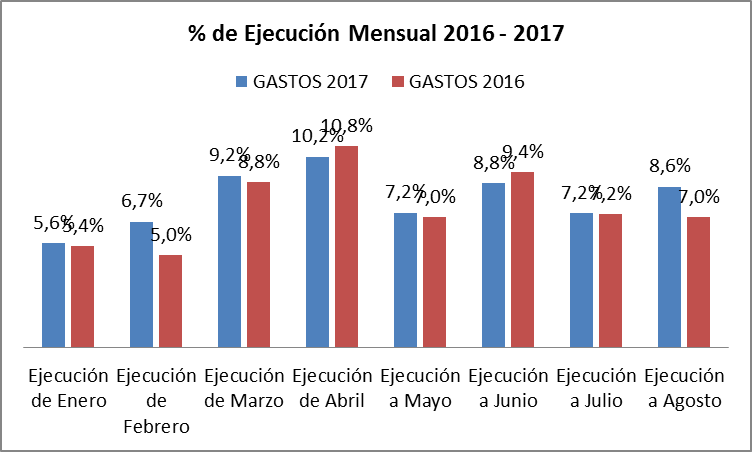 % de Ejecución Mensual 2016 - 2017
GASTOS 2017 GASTOS 2016
5,6% 5,4%
6,7% 5,0%
9,2% 8,8%
10,2% 10,8%
7,2% 7,0%
8,8% 9,4%
7,2% 7,2%
8,6% 7,0%
Ejecución
de Enero
Ejecución
de
Febrero
Ejecución
de Marzo
Ejecución
de Abril
Ejecución
a Mayo
Ejecución
a Junio
Ejecución
a Julio
Ejecución
a Agosto